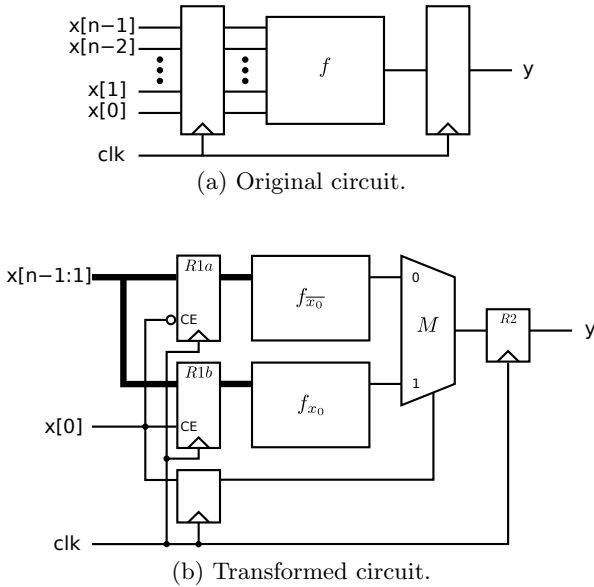 x[n−1]
x[n−2]
x[1]
x[0]
f
y
clk
(a) Original circuit.
x[n−1:1]
R1a
CE
f_{\overline{x_0}}
0
M
R2
y
R1b
CE
f_{x_0}
1
x[0]
clk
(b) Transformed circuit.